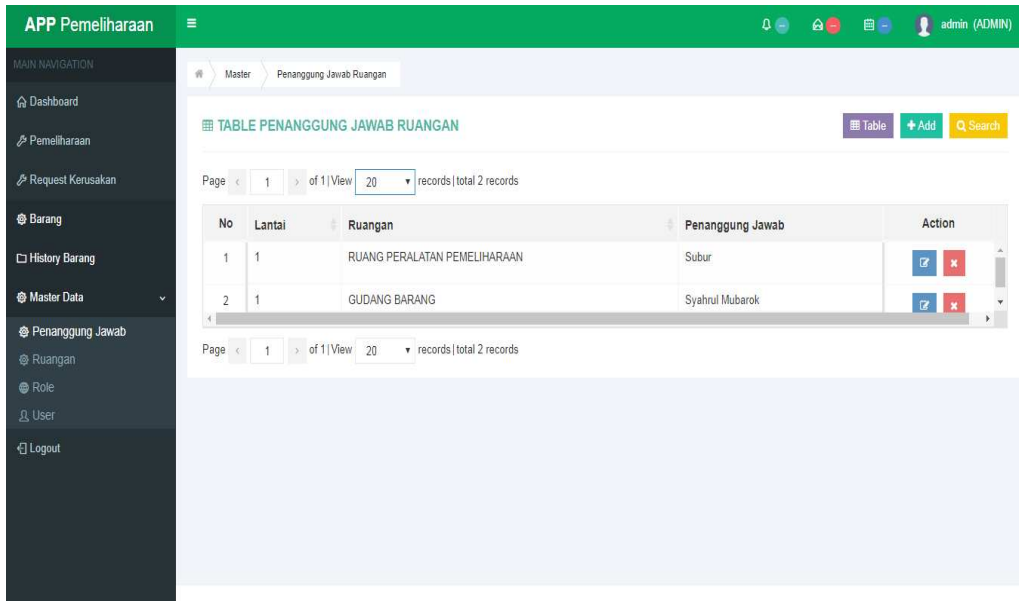 APP Pemeliharaan
admin (ADMIN)
MAIN NAVIGATION
Dashboard
Pemeliharaan
Request Kerusakan
Barang
History Barang
Master Data
Penanggung Jawab
Ruangan
Role
User
Logout
Master Penanggung Jawab Ruangan
TABLE PENANGGUNG JAWAB RUANGAN
Table +Add Search
Page < 1 > of 1 | View 20 records | total 2 records
No Lantai Ruangan Penanggung Jawab Action
1 1 RUANG PERALATAN PEMELIHARAAN Subur
2 1 GUDANG BARANG Syahrul Mubarok
Page < 1 > of 1 | View 20 records | total 2 records